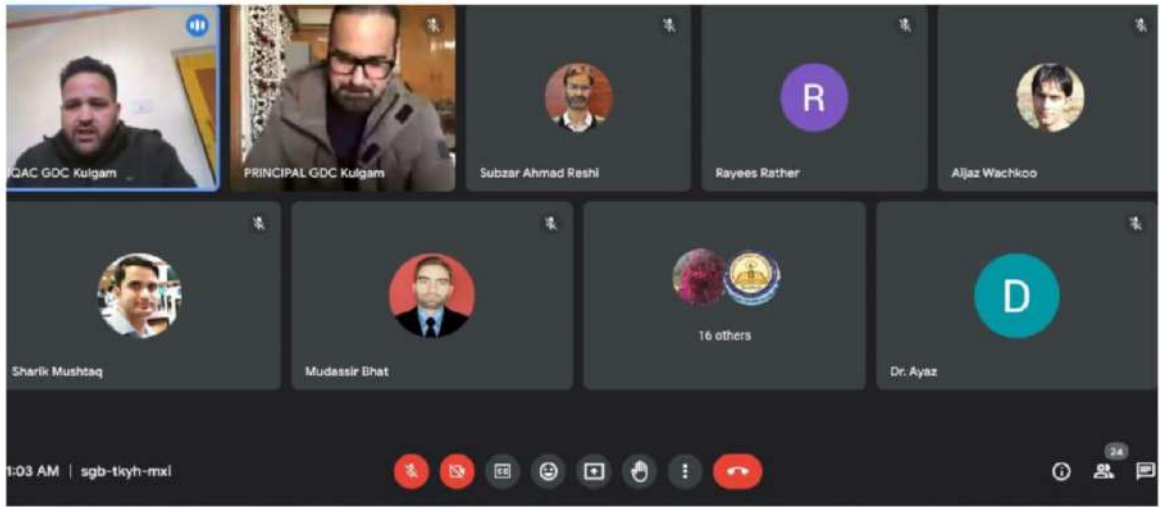 IQAC GDC Kulgam
PRINCIPAL GDC Kulgam
Subzar Ahmad Reshi
R
Rayees Rather
Aijaz Wachkoo
Sharik Mushtaq
Mudassir Bhat
16 others
D
Dr. Ayaz
1:03 AM | sgb-tkyh-mxi
CC
24